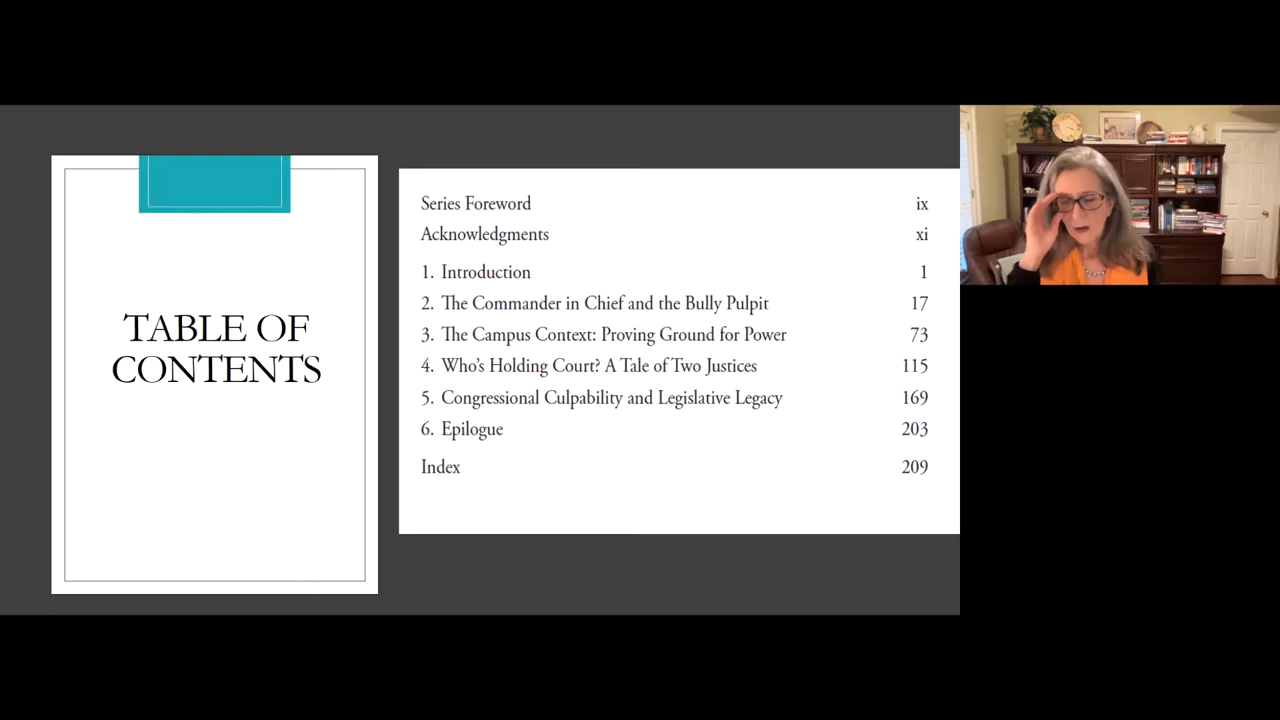 TABLE OF
CONTENTS
Series Foreword ix
Acknowledgments xi
1. Introduction 1
2. The Commander in Chief and the Bully Pulpit 17
3. The Campus Context: Proving Ground for Power 73
4. Who’s Holding Court? A Tale of Two Justices 115
5. Congressional Culpability and Legislative Legacy 169
6. Epilogue 203
Index 209